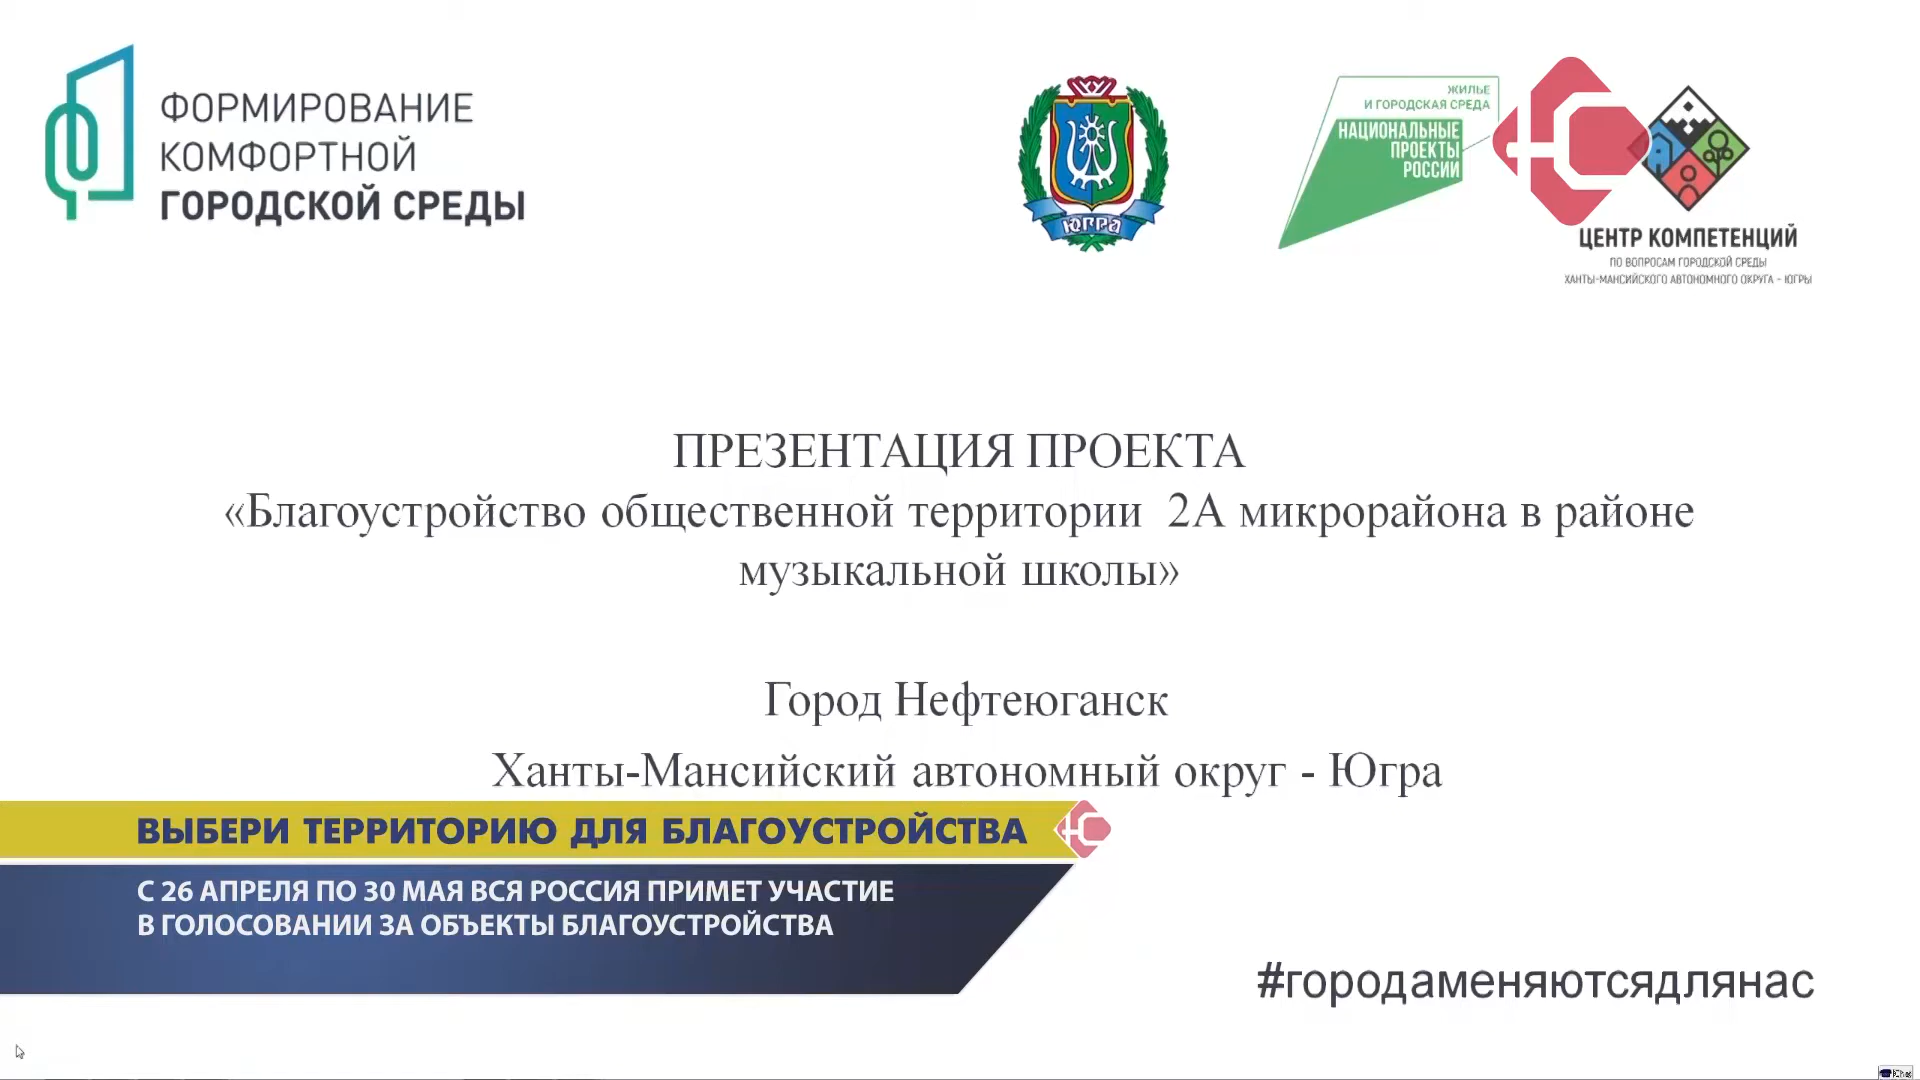 ФОРМИРОВАНИЕ
КОМФОРТНОЙ
ГОРОДСКОЙ СРЕДЫ
ЮГРА
ЖИЛЬЕ
И ГОРОДСКАЯ СРЕДА
НАЦИОНАЛЬНЫЕ
ПРОЕКТЫ
РОССИИ
ЦЕНТР КОМПЕТЕНЦИЙ
ПО ВОПРОСАМ ГОРОДСКОЙ СРЕДЫ
ХАНТЫ-МАНСИЙСКОГО АВТОНОМНОГО ОКРУГА - ЮГРЫ
ПРЕЗЕНТАЦИЯ ПРОЕКТА
«Благоустройство общественной территории 2А микрорайона в районе
музыкальной школы»
Город Нефтеюганск
Ханты-Мансийский автономный округ - Югра
ВЫБЕРИ ТЕРРИТОРИЮ ДЛЯ БЛАГОУСТРОЙСТВА
С 26 АПРЕЛЯ ПО 30 МАЯ ВСЯ РОССИЯ ПРИМЕТ УЧАСТИЕ
В ГОЛОСОВАНИИ ЗА ОБЪЕКТЫ БЛАГОУСТРОЙСТВА
#городаменяютсядлянас